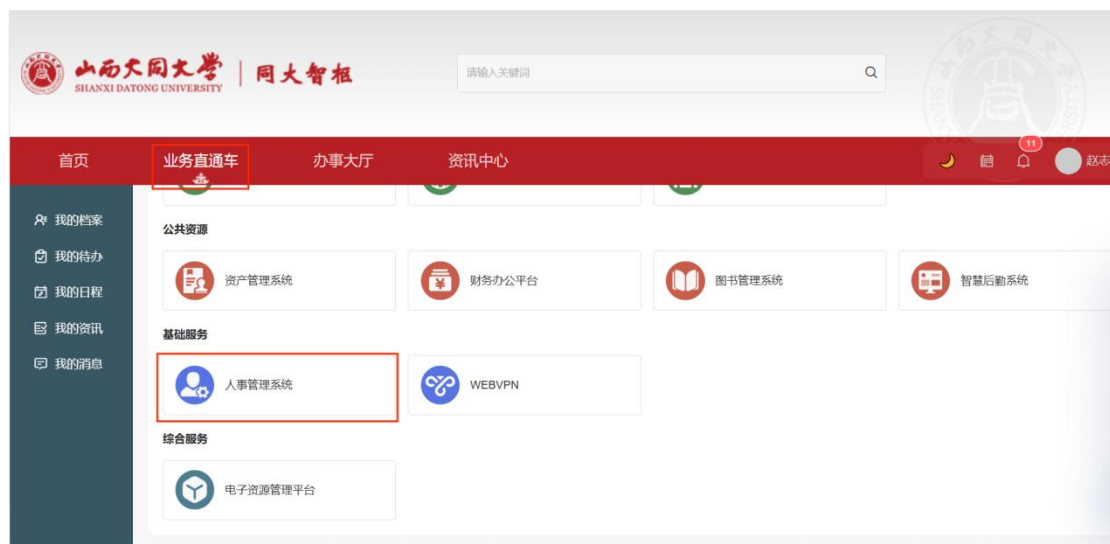 山西大同大学 | 同大智枢
SHANXI DATONG UNIVERSITY
请输入关键词
首页 业务直通车 办事大厅 资讯中心
11
赵志
我的档案
我的待办
我的日程
我的资讯
我的消息
公共资源
资产管理系统 财务办公平台 图书管理系统 智慧后勤系统
基础服务
人事管理系统 WEBVPN
综合服务
电子资源管理平台